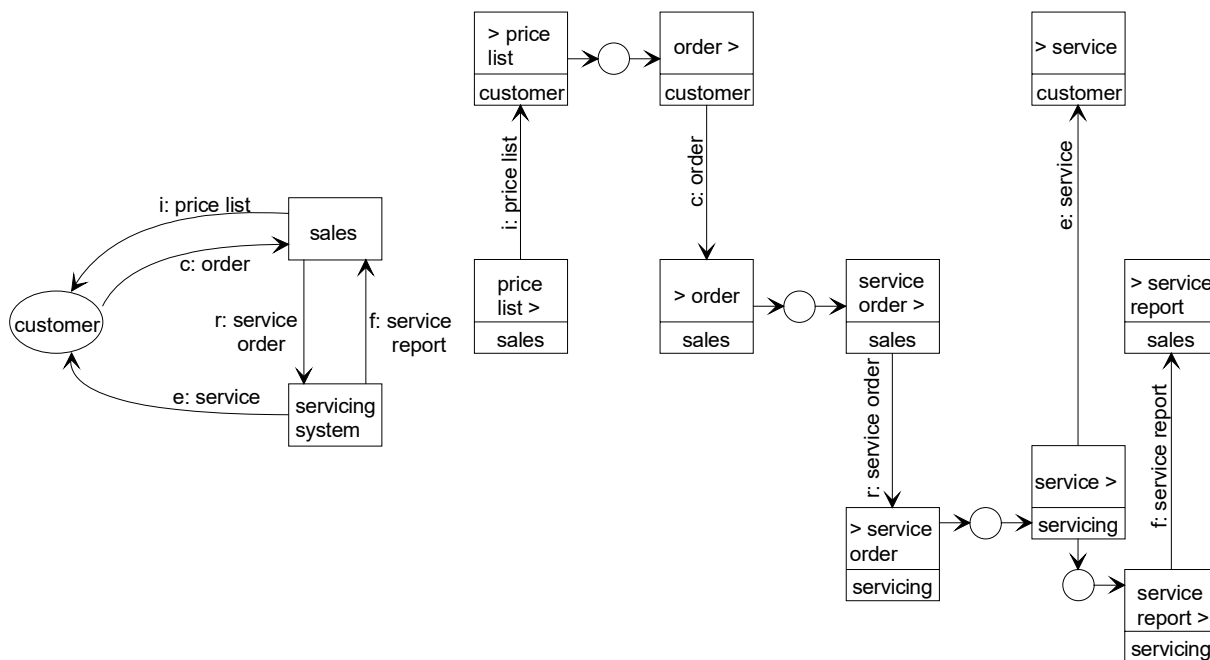 i: price list
sales
c: order
customer
r: service
order
f: service
report
e: service
servicing
system
> price
list
customer
i: price list
price
list >
sales
order >
customer
c: order
> order
sales
service
order >
sales
r: service order
> service
order
servicing
> service
customer
e: service
service >
servicing
> service
report
sales
f: service report
service
report >
servicing